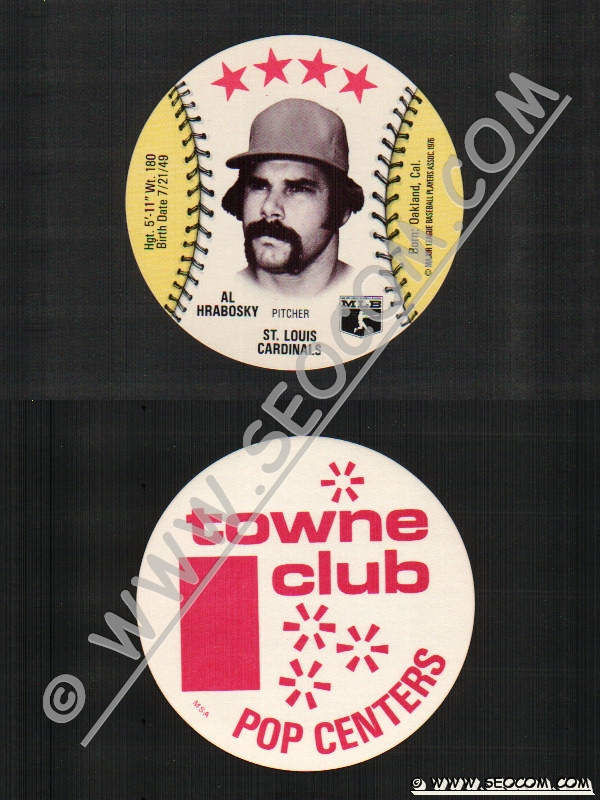 Hgt. 5'-11" Wt. 180
Birth Date 7/21/49
Born: Oakland, Cal.
© MAJOR LEAGUE BASEBALL PLAYERS ASSOC. 1976
AL
HRABOSKY
PITCHER
MLB
ST. LOUIS
CARDINALS
© WWW.SEOCOM.COM
towne
club
MSA
POP CENTERS
© WWW.SEOCOM.COM